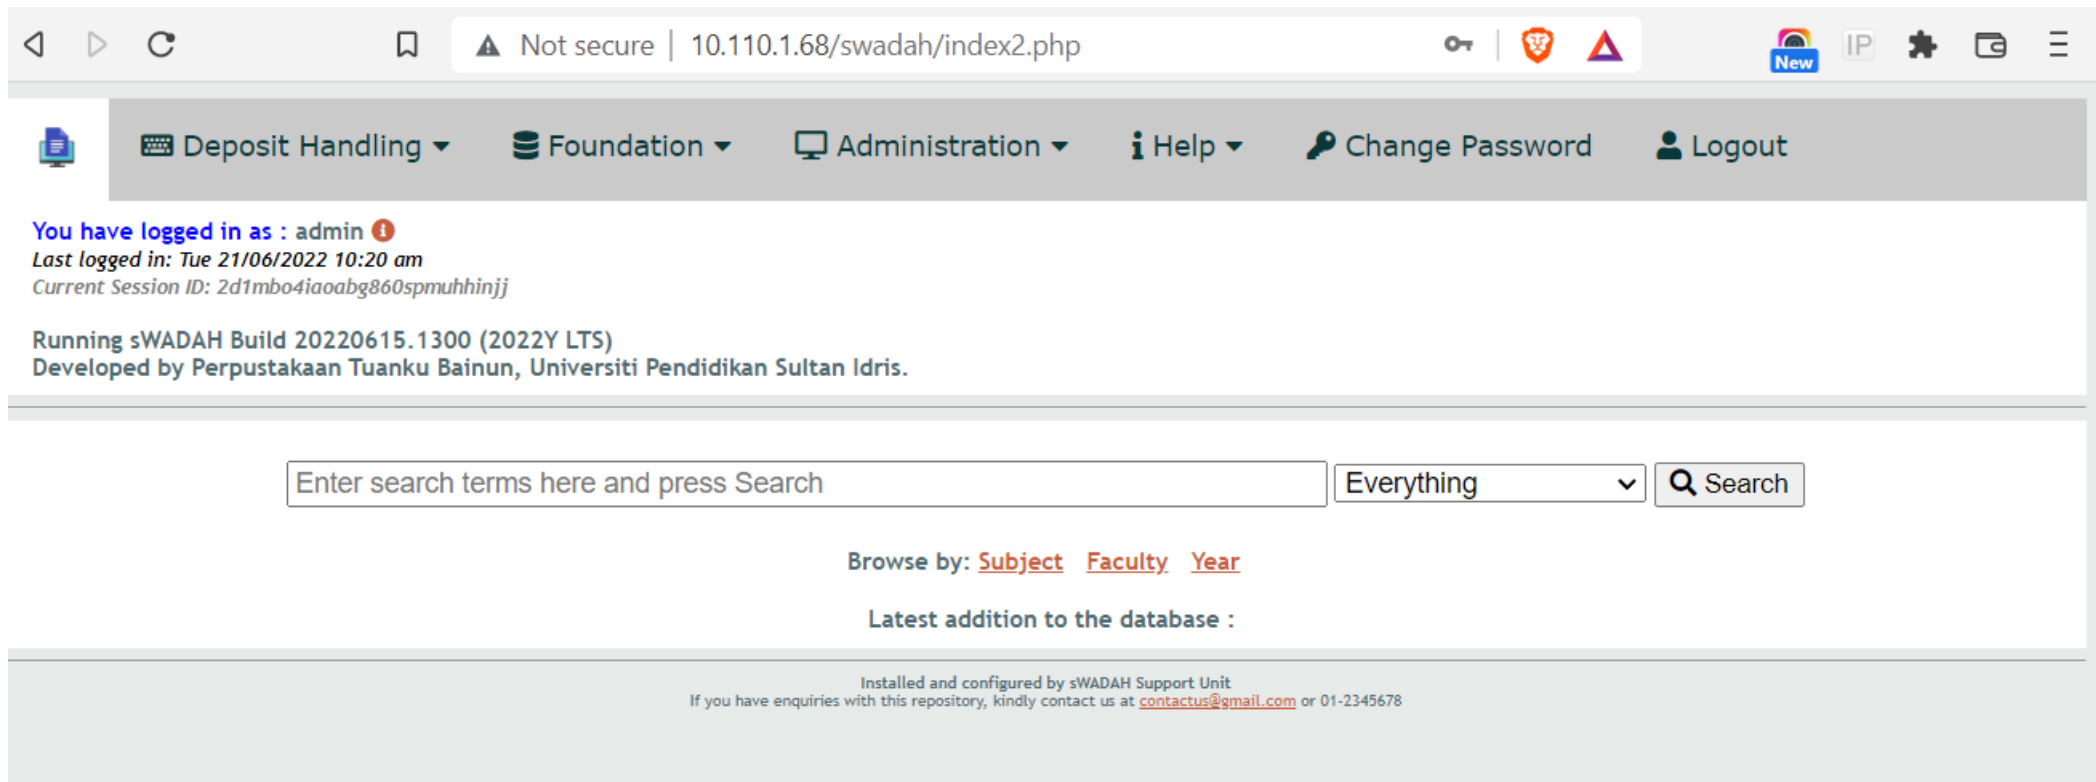 Not secure | 10.110.1.68/swadah/index2.php
New
IP
Deposit Handling Foundation Administration Help Change Password Logout
You have logged in as : admin
Last logged in: Tue 21/06/2022 10:20 am
Current Session ID: 2d1mbo4iaoabg860spmuhhinjj
Running sWADAH Build 20220615.1300 (2022Y LTS)
Developed by Perpustakaan Tuanku Bainun, Universiti Pendidikan Sultan Idris.
Enter search terms here and press Search Everything Search
Browse by: Subject Faculty Year
Latest addition to the database :
Installed and configured by sWADAH Support Unit
If you have enquiries with this repository, kindly contact us at contactus@gmail.com or 01-2345678